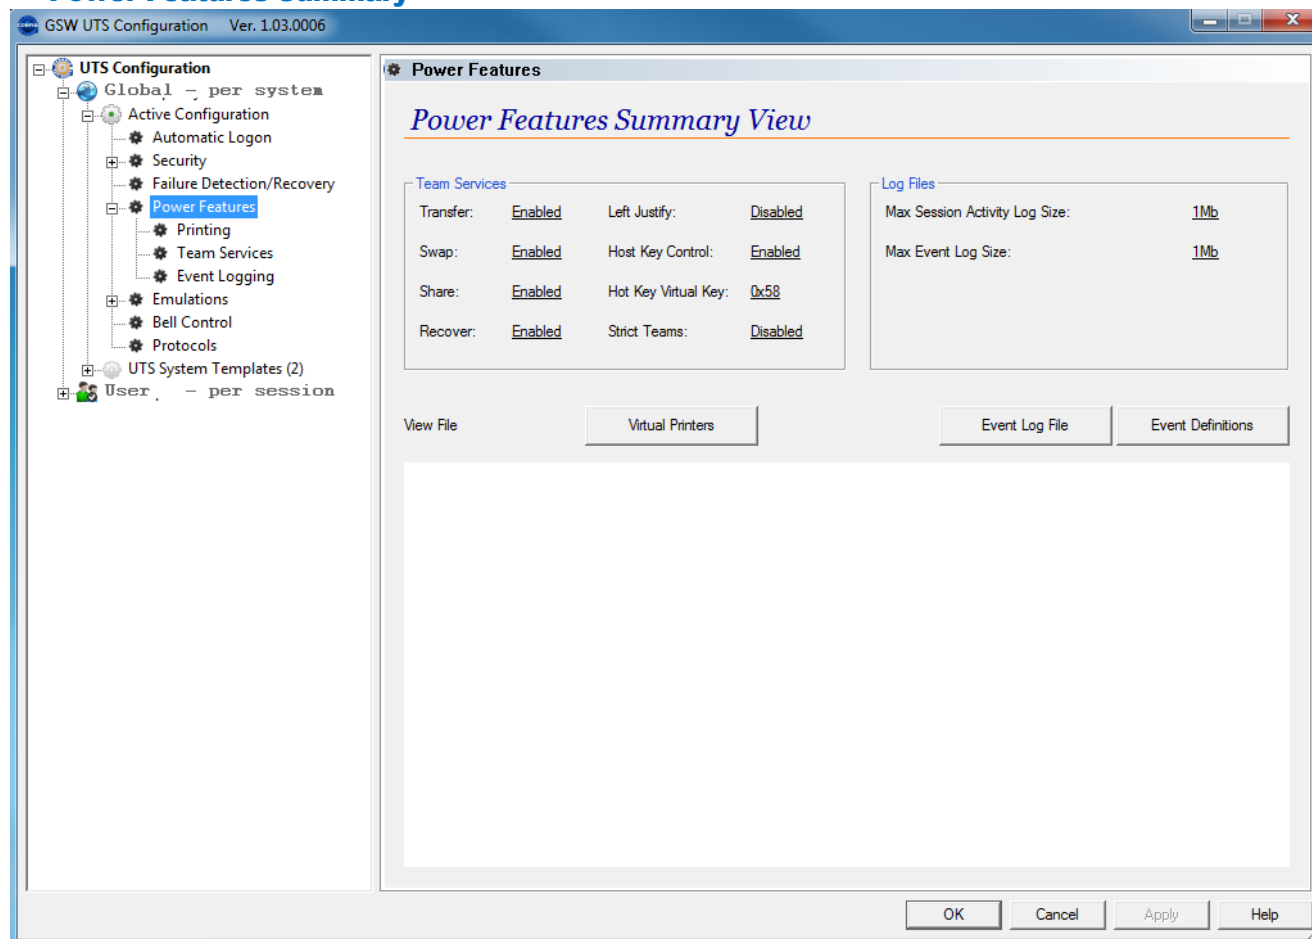 Power Features Summary
GSW UTS Configuration Ver. 1.03.0006
UTS Configuration
Global - per system
Active Configuration
Automatic Logon
Security
Failure Detection/Recovery
Power Features
Printing
Team Services
Event Logging
Emulations
Bell Control
Protocols
UTS System Templates (2)
User - per session
Power Features
Power Features Summary View
Team Services
Transfer: Enabled Left Justify: Disabled
Swap: Enabled Host Key Control: Enabled
Share: Enabled Hot Key Virtual Key: 0x58
Recover: Enabled Strict Teams: Disabled
Log Files
Max Session Activity Log Size: 1Mb
Max Event Log Size: 1Mb
View File Virtual Printers Event Log File Event Definitions
OK Cancel Apply Help